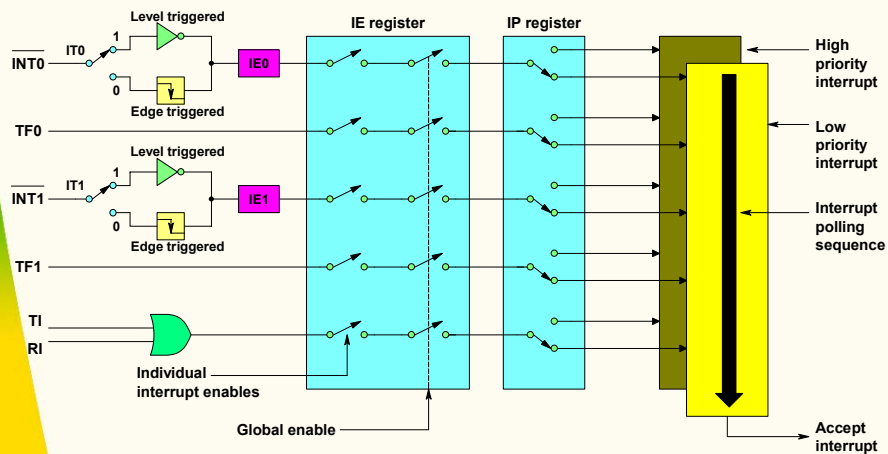 Level triggered
IE register
IP register
IT0
1
INT0
IE0
High
priority
interrupt
0
Edge triggered
TF0
Low
priority
interrupt
Level triggered
IT1
1
INT1
IE1
Interrupt
polling
sequence
0
Edge triggered
TF1
TI
RI
Individual
interrupt enables
Global enable
Accept
interrupt